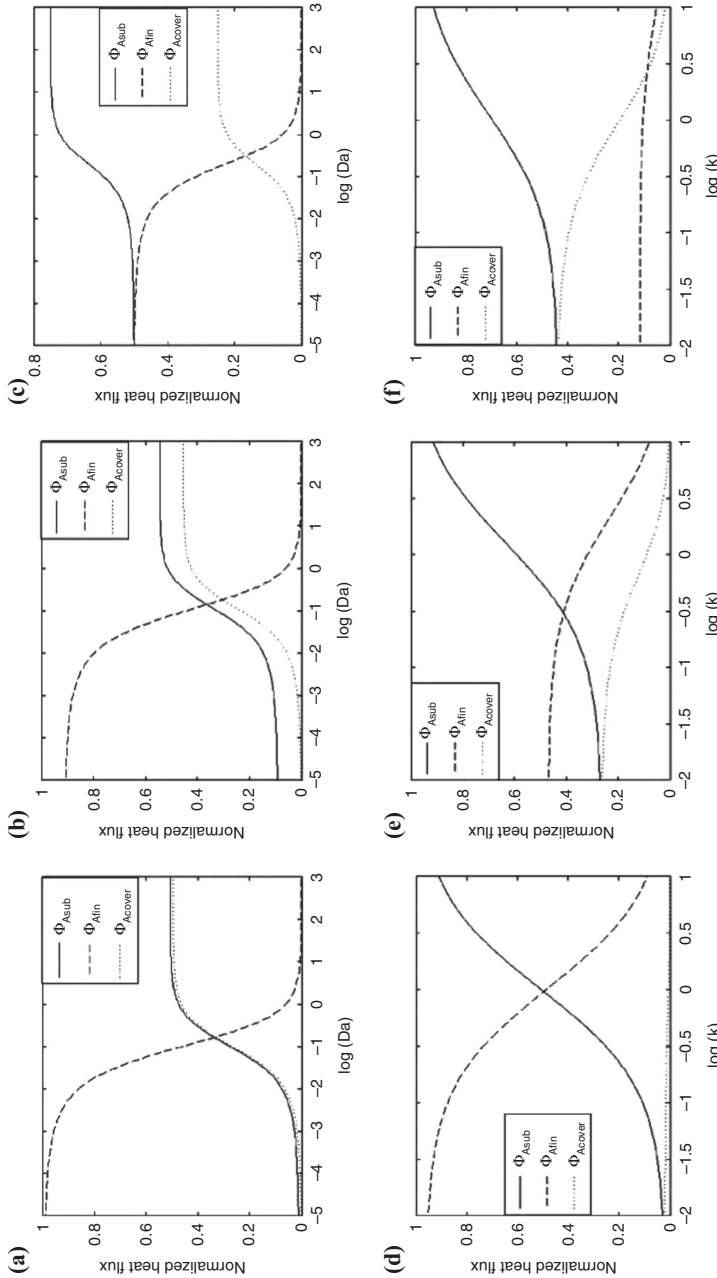 (a)
Normalized heat flux
1
0.8
0.6
0.4
0.2
0
−5
−4
−3
−2
−1
0
1
2
3
log (Da)
ΦAsub
ΦAfin
ΦAcover
(b)
Normalized heat flux
1
0.8
0.6
0.4
0.2
0
−5
−4
−3
−2
−1
0
1
2
3
log (Da)
ΦAsub
ΦAfin
ΦAcover
(c)
Normalized heat flux
0.8
0.6
0.4
0.2
0
−5
−4
−3
−2
−1
0
1
2
3
log (Da)
ΦAsub
ΦAfin
ΦAcover
(d)
Normalized heat flux
1
0.8
0.6
0.4
0.2
0
−2
−1.5
−1
−0.5
0
0.5
1
log (k)
ΦAsub
ΦAfin
ΦAcover
(e)
Normalized heat flux
1
0.8
0.6
0.4
0.2
0
−2
−1.5
−1
−0.5
0
0.5
1
log (k)
ΦAsub
ΦAfin
ΦAcover
(f)
Normalized heat flux
1
0.8
0.6
0.4
0.2
0
−2
−1.5
−1
−0.5
0
0.5
1
log (k)
ΦAsub
ΦAfin
ΦAcover